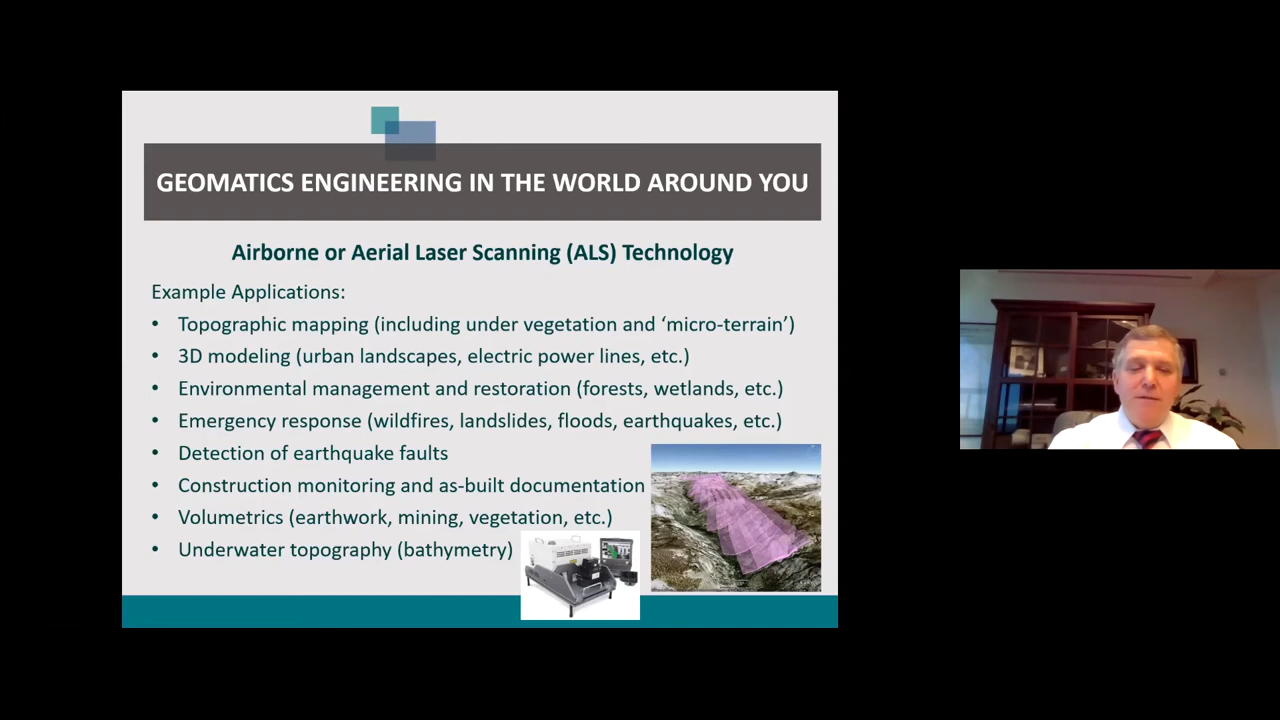 GEOMATICS ENGINEERING IN THE WORLD AROUND YOU
Airborne or Aerial Laser Scanning (ALS) Technology
Example Applications:
• Topographic mapping (including under vegetation and ‘micro-terrain’)
• 3D modeling (urban landscapes, electric power lines, etc.)
• Environmental management and restoration (forests, wetlands, etc.)
• Emergency response (wildfires, landslides, floods, earthquakes, etc.)
• Detection of earthquake faults
• Construction monitoring and as-built documentation
• Volumetrics (earthwork, mining, vegetation, etc.)
• Underwater topography (bathymetry)